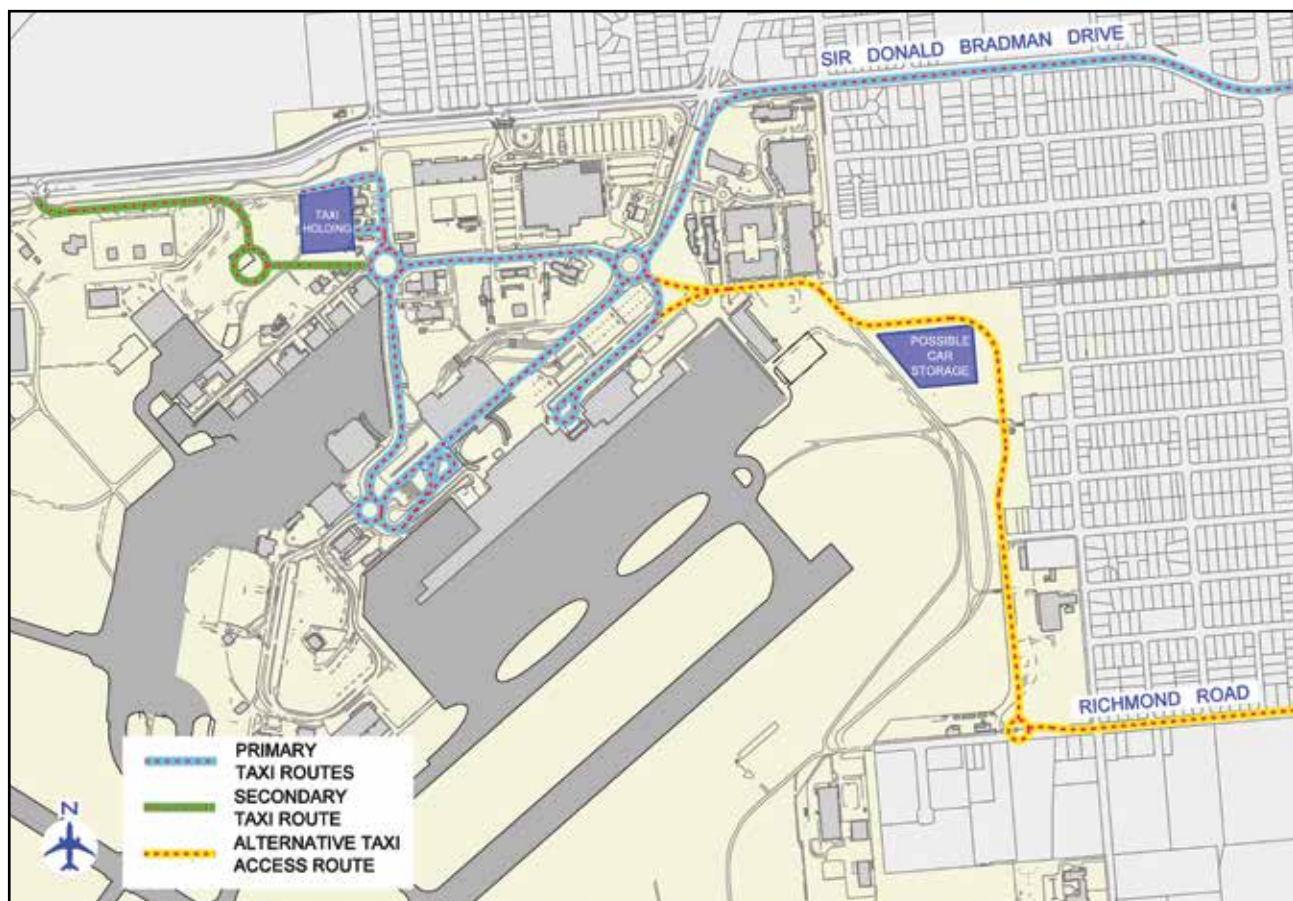 SIR DONALD BRADMAN DRIVE
TAXI
HOLDING
POSSIBLE
CAR
STORAGE
RICHMOND ROAD
PRIMARY
TAXI ROUTES
SECONDARY
TAXI ROUTE
ALTERNATIVE TAXI
ACCESS ROUTE
N